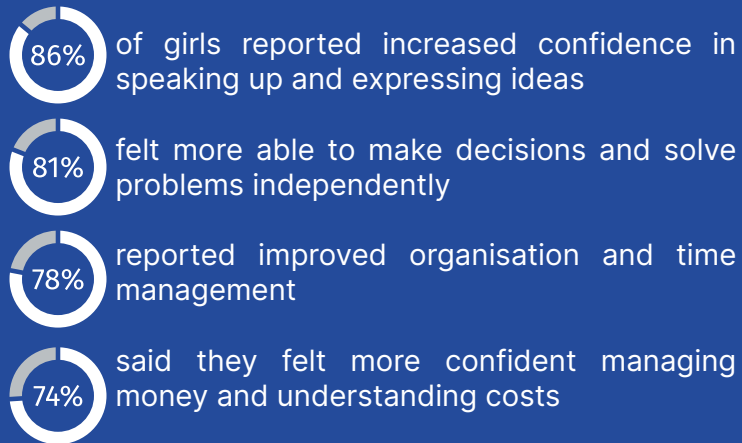 86%
of girls reported increased confidence in
speaking up and expressing ideas
81%
felt more able to make decisions and solve
problems independently
78%
reported improved organisation and time
management
74%
said they felt more confident managing
money and understanding costs